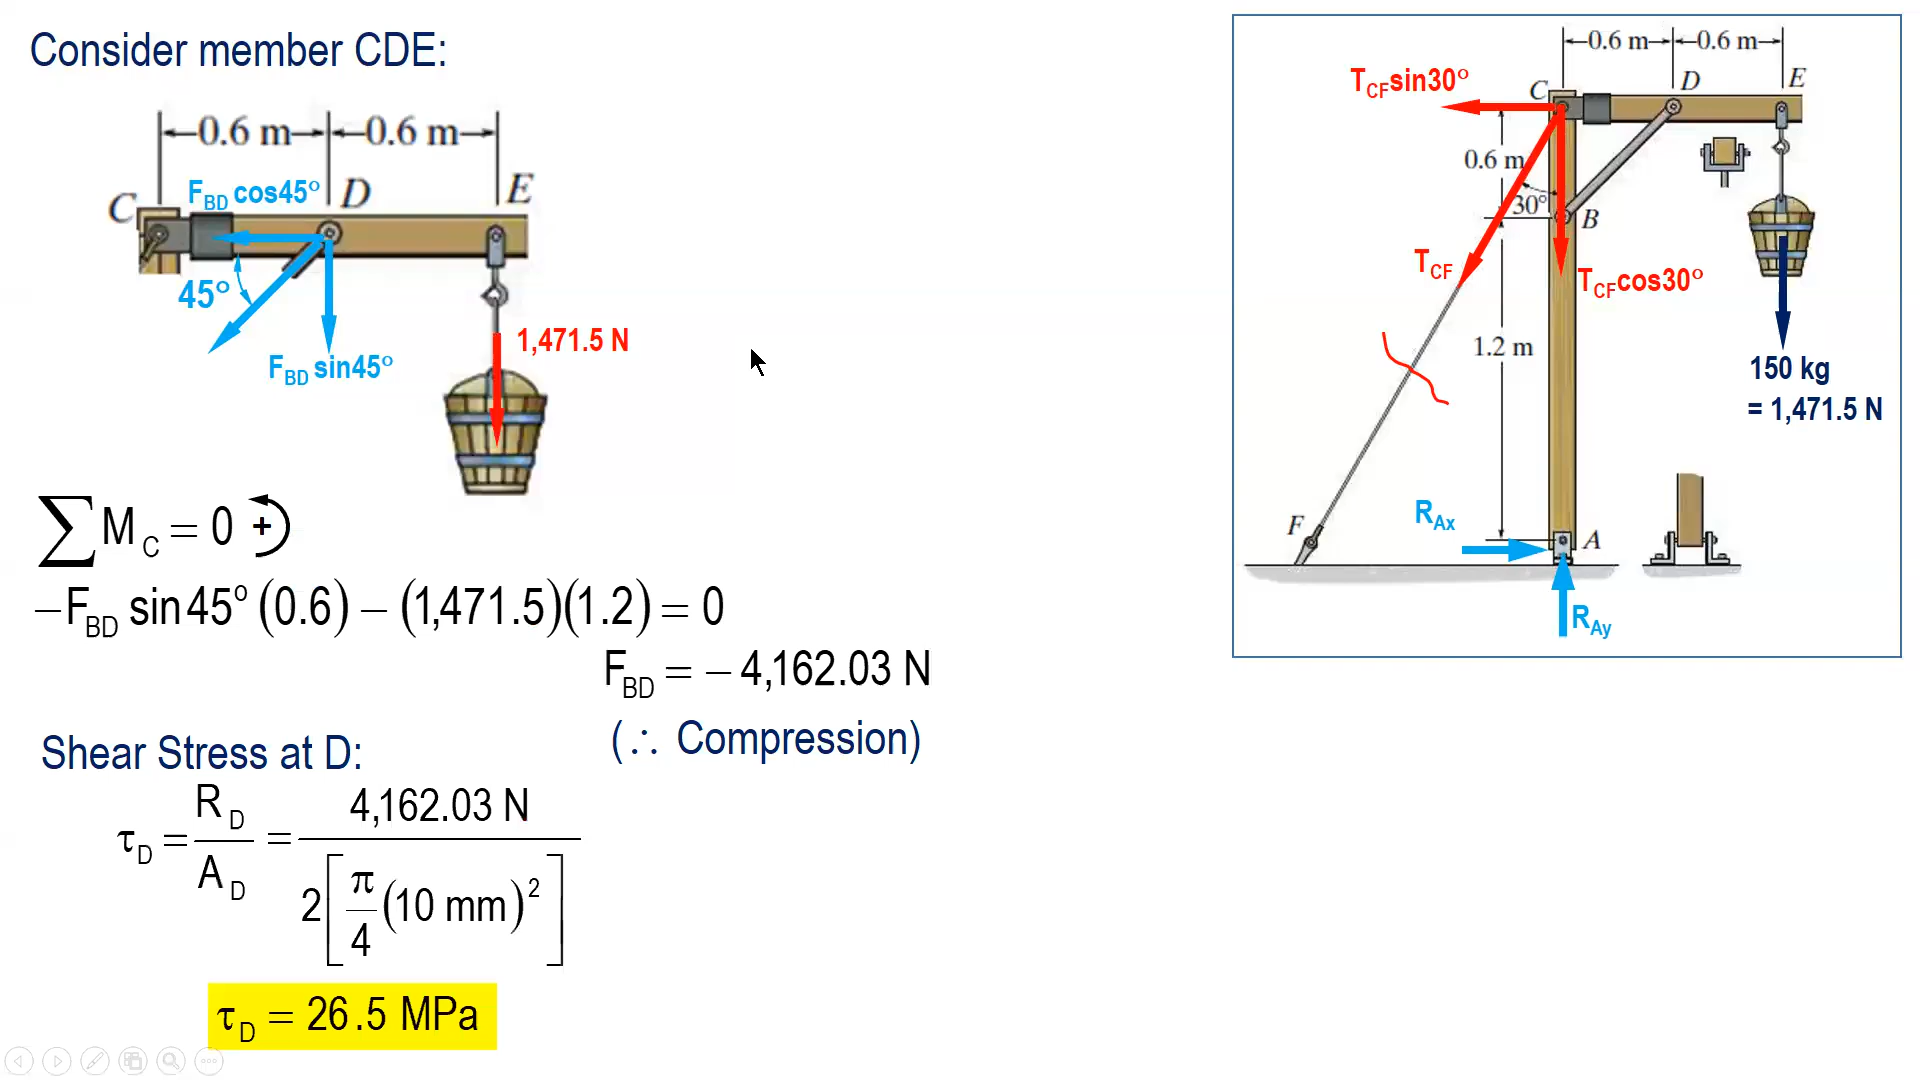 Consider member CDE:
0.6 m 0.6 m
F_BD cos45° D E
C
45°
F_BD sin45°
1,471.5 N
∑M_C = 0 +
−F_BD sin45° (0.6) − (1,471.5)(1.2) = 0
F_BD = − 4,162.03 N
(∴ Compression)
Shear Stress at D:
τ_D = R_D / A_D = 4,162.03 N / 2[π/4 (10 mm)²]
τ_D = 26.5 MPa
0.6 m 0.6 m
T_CF sin30°
C D E
0.6 m
30° B
T_CF
T_CF cos30°
1.2 m
150 kg
= 1,471.5 N
R_Ax
F A
R_Ay